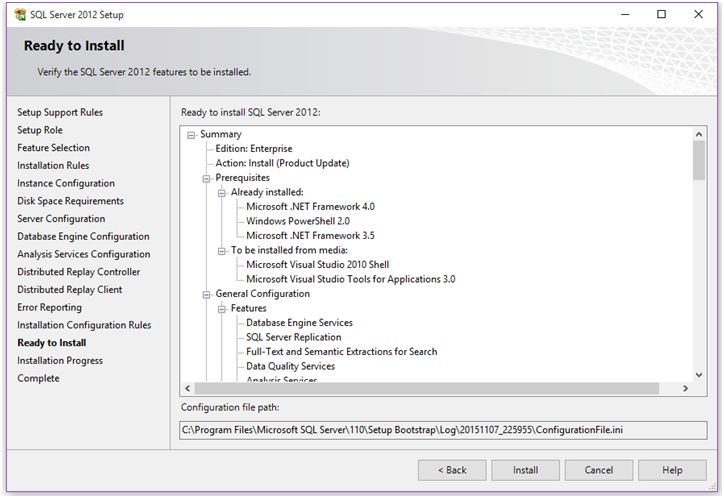 SQL Server 2012 Setup
Ready to Install
Verify the SQL Server 2012 features to be installed.
Setup Support Rules
Setup Role
Feature Selection
Installation Rules
Instance Configuration
Disk Space Requirements
Server Configuration
Database Engine Configuration
Analysis Services Configuration
Distributed Replay Controller
Distributed Replay Client
Error Reporting
Installation Configuration Rules
Ready to Install
Installation Progress
Complete
Ready to install SQL Server 2012:
Summary
Edition: Enterprise
Action: Install (Product Update)
Prerequisites
Already installed:
Microsoft .NET Framework 4.0
Windows PowerShell 2.0
Microsoft .NET Framework 3.5
To be installed from media:
Microsoft Visual Studio 2010 Shell
Microsoft Visual Studio Tools for Applications 3.0
General Configuration
Features
Database Engine Services
SQL Server Replication
Full-Text and Semantic Extractions for Search
Data Quality Services
Analysis Services
Configuration file path:
C:\Program Files\Microsoft SQL Server\110\Setup Bootstrap\Log\20151107_225955\ConfigurationFile.ini
< Back
Install
Cancel
Help